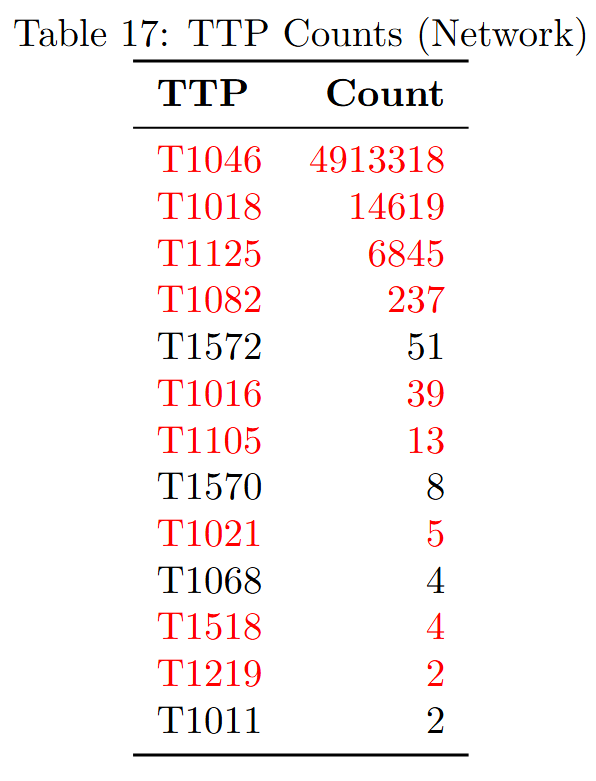 Table 17: TTP Counts (Network)
TTP Count
T1046 4913318
T1018 14619
T1125 6845
T1082 237
T1572 51
T1016 39
T1105 13
T1570 8
T1021 5
T1068 4
T1518 4
T1219 2
T1011 2